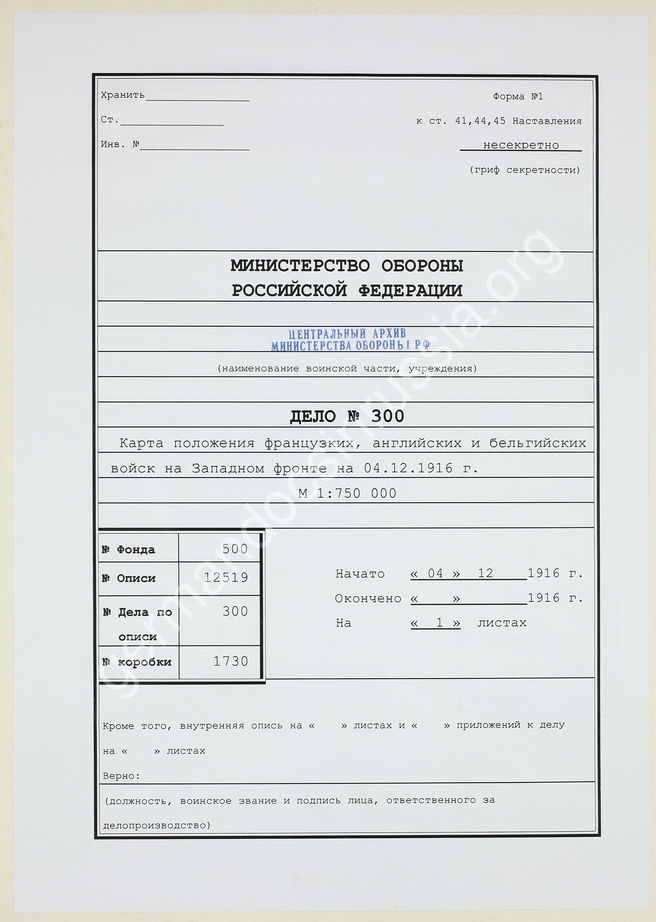 Хранить________________
Форма №1
Ст.________________
к ст. 41,44,45 Наставления
Инв. №_________________
несекретно
(гриф секретности)
МИНИСТЕРСТВО ОБОРОНЫ
РОССИЙСКОЙ ФЕДЕРАЦИИ
ЦЕНТРАЛЬНЫЙ АРХИВ
МИНИСТЕРСТВА ОБОРОНЫ РФ
(наименование воинской части, учреждения)
ДЕЛО № 300
Карта положения французких, английских и бельгийских
войск на Западном фронте на 04.12.1916 г.
М 1:750 000
№ Фонда 500
№ Описи 12519
№ Дела по 300
описи
№ коробки 1730
Начато « 04 » 12 1916 г.
Окончено « » 1916 г.
На « 1 » листах
Кроме того, внутренняя опись на « » листах и « » приложений к делу
на « » листах
Верно:
(должность, воинское звание и подпись лица, ответственного за
делопроизводство)
germandocsinrussia.org